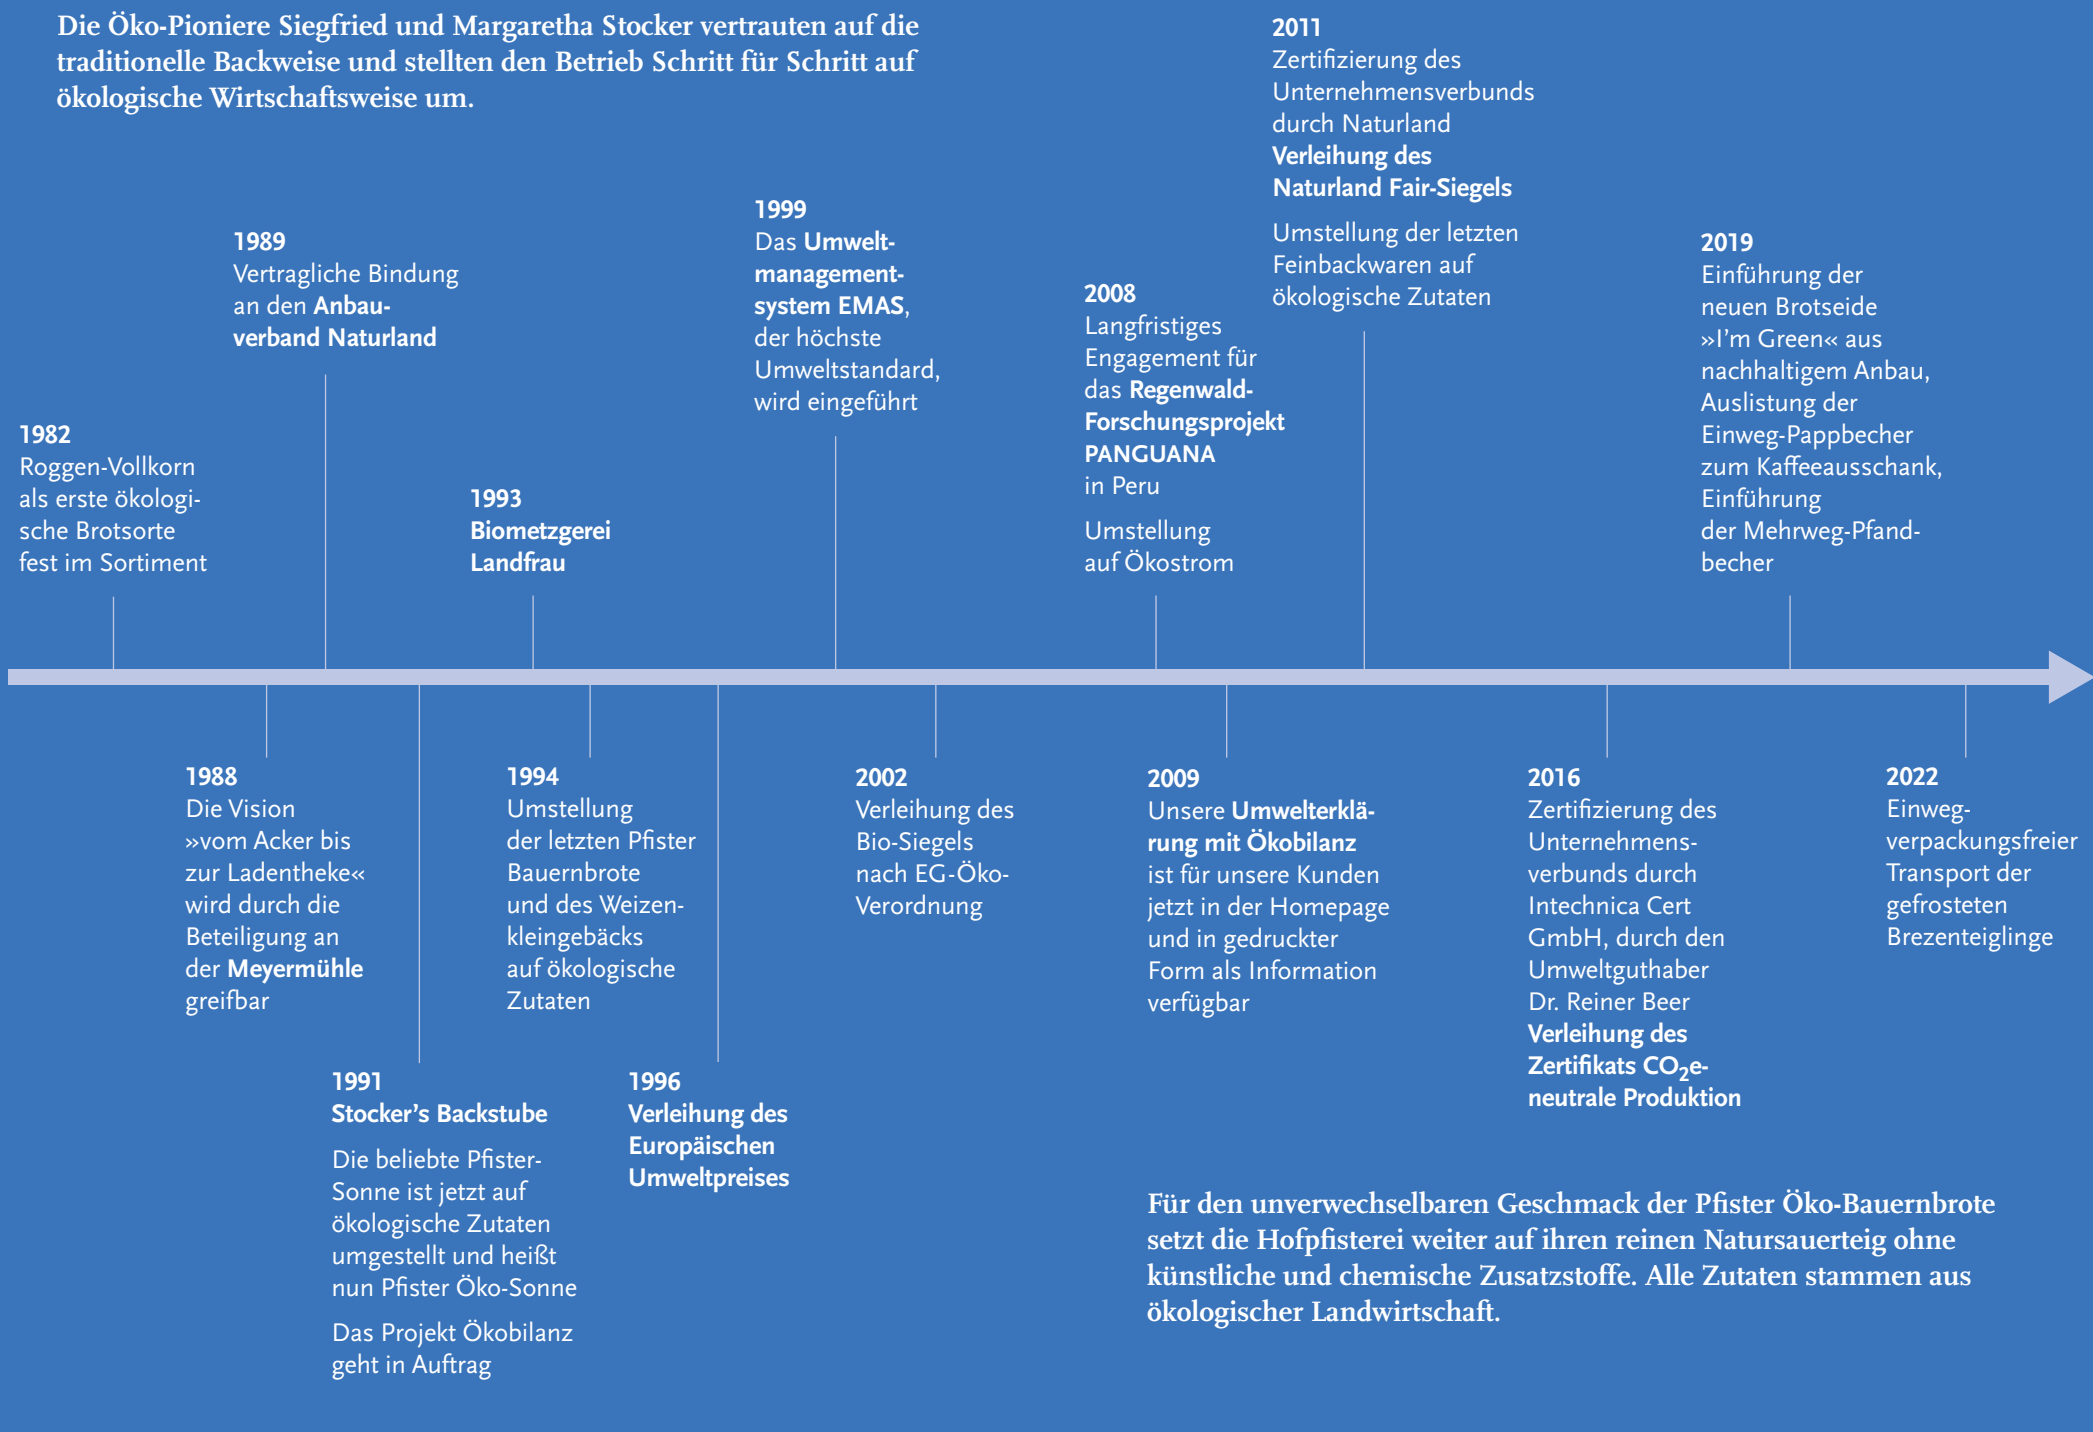 Die Öko-Pioniere Siegfried und Margaretha Stocker vertrauten auf die
traditionelle Backweise und stellten den Betrieb Schritt für Schritt auf
ökologische Wirtschaftsweise um.
1982
Roggen-Vollkorn
als erste ökologi-
sche Brotsorte
fest im Sortiment
1988
Die Vision
»vom Acker bis
zur Ladentheke«
wird durch die
Beteiligung an
der Meyermühle
greifbar
1989
Vertragliche Bindung
an den Anbau-
verband Naturland
1991
Stocker’s Backstube
Die beliebte Pfister-
Sonne ist jetzt auf
ökologische Zutaten
umgestellt und heißt
nun Pfister Öko-Sonne
Das Projekt Ökobilanz
geht in Auftrag
1993
Biometzgerei
Landfrau
1994
Umstellung
der letzten Pfister
Bauernbrote
und des Weizen-
kleingebäcks
auf ökologische
Zutaten
1996
Verleihung des
Europäischen
Umweltpreises
1999
Das Umwelt-
management-
system EMAS,
der höchste
Umweltstandard,
wird eingeführt
2002
Verleihung des
Bio-Siegels
nach EG-Öko-
Verordnung
2008
Langfristiges
Engagement für
das Regenwald-
Forschungsprojekt
PANGUANA
in Peru
Umstellung
auf Ökostrom
2009
Unsere Umwelterklä-
rung mit Ökobilanz
ist für unsere Kunden
jetzt in der Homepage
und in gedruckter
Form als Information
verfügbar
2011
Zertifizierung des
Unternehmensverbunds
durch Naturland
Verleihung des
Naturland Fair-Siegels
Umstellung der letzten
Feinbackwaren auf
ökologische Zutaten
2016
Zertifizierung des
Unternehmens-
verbunds durch
Intechnica Cert
GmbH, durch den
Umweltguthaber
Dr. Reiner Beer
Verleihung des
Zertifikats CO₂e-
neutrale Produktion
2019
Einführung der
neuen Brotseide
»I’m Green« aus
nachhaltigem Anbau,
Auslistung der
Einweg-Pappbecher
zum Kaffeeausschank,
Einführung
der Mehrweg-Pfand-
becher
2022
Einweg-
verpackungsfreier
Transport der
gefrosteten
Brezenteiglinge
Für den unverwechselbaren Geschmack der Pfister Öko-Bauernbrote
setzt die Hofpfisterei weiter auf ihren reinen Natursauerteig ohne
künstliche und chemische Zusatzstoffe. Alle Zutaten stammen aus
ökologischer Landwirtschaft.